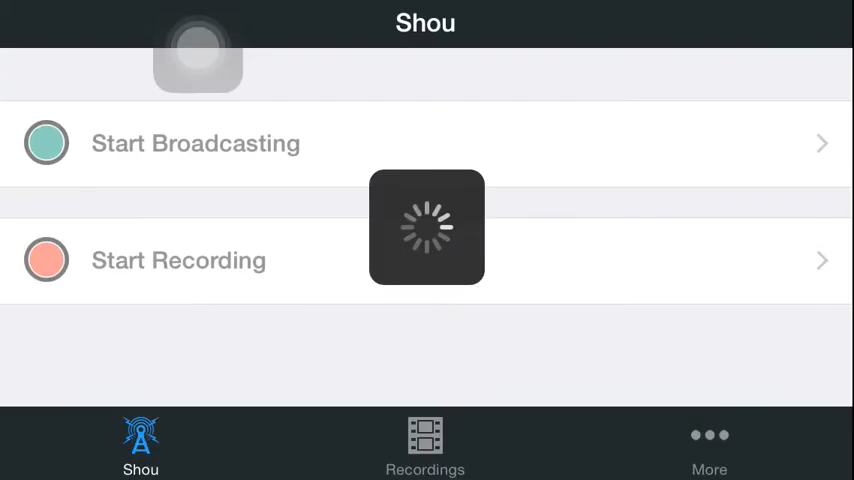 Shou
Start Broadcasting
Start Recording
Shou
Recordings
More